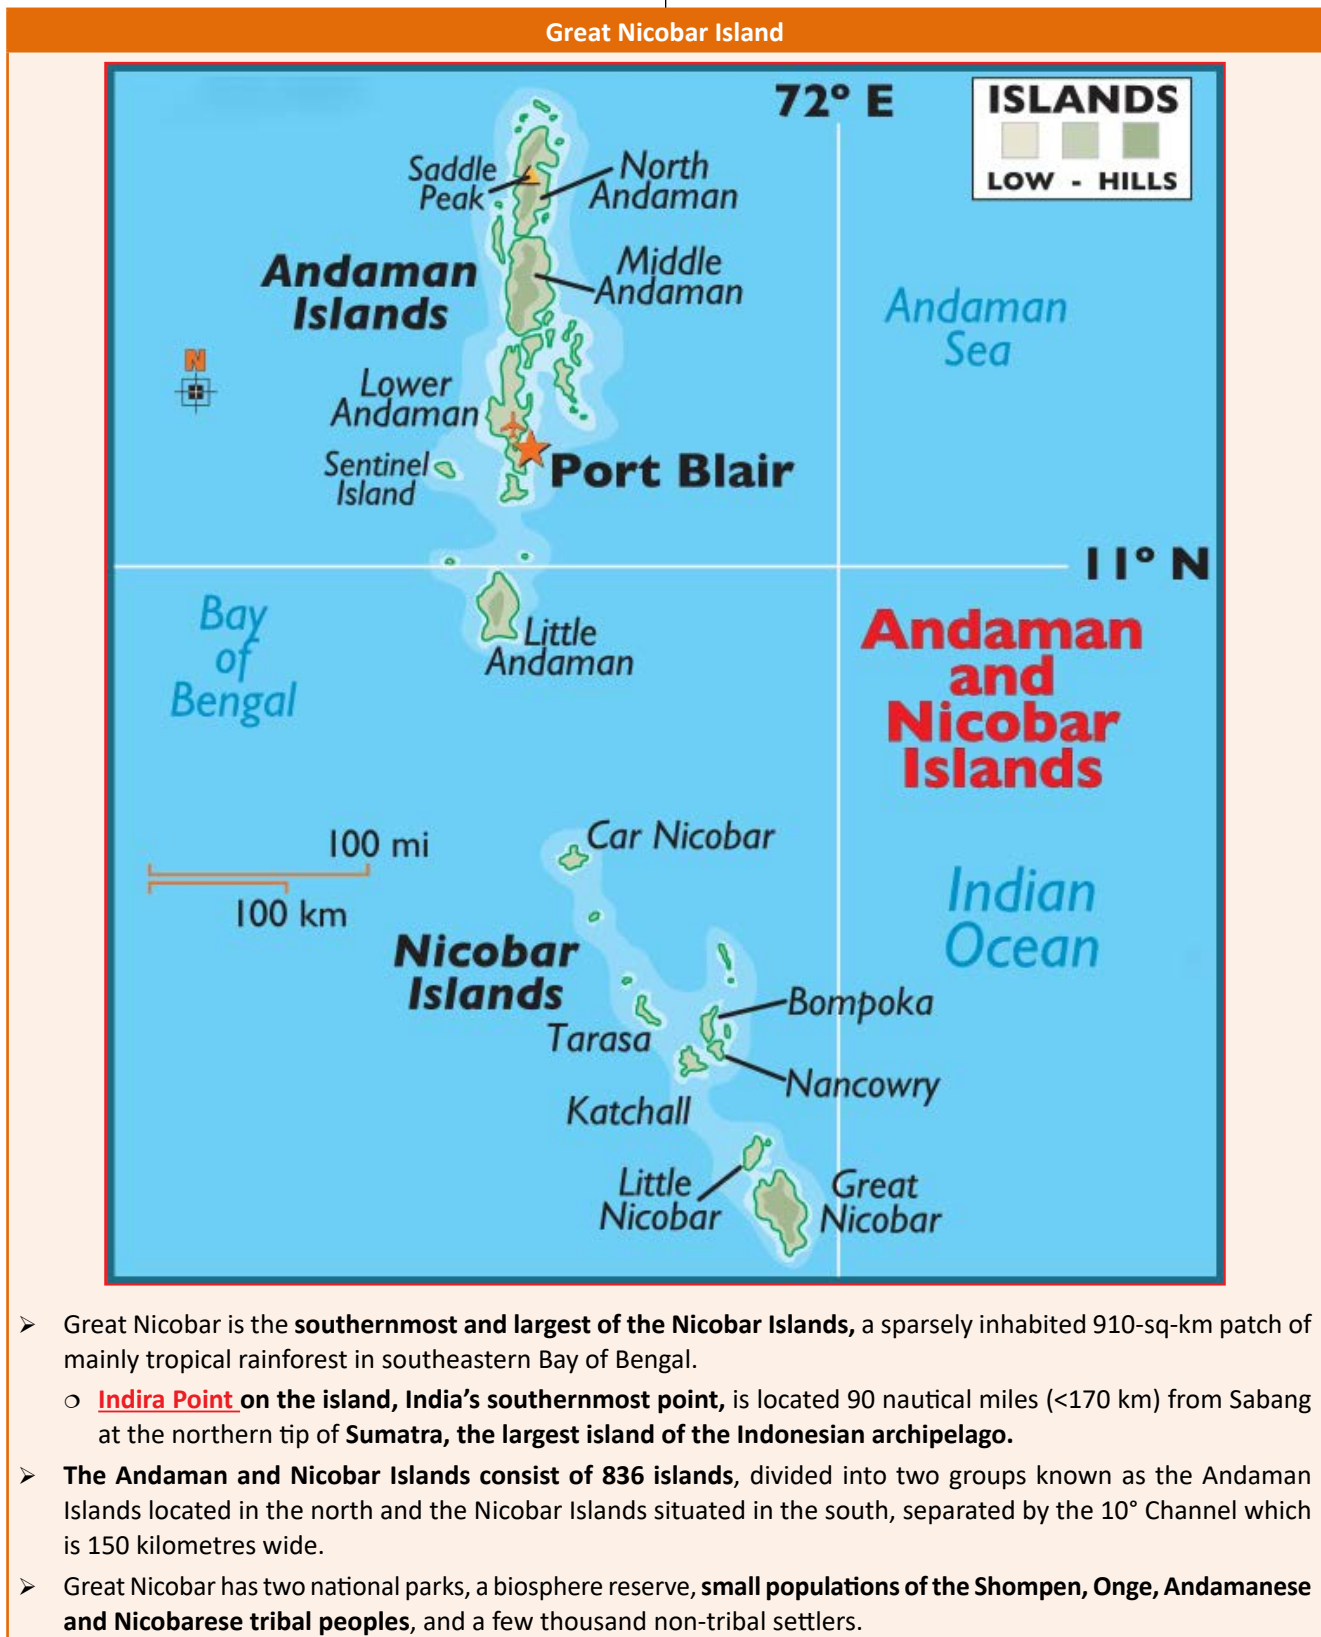 Great Nicobar Island
72° E
ISLANDS
LOW - HILLS
Saddle
Peak
North
Andaman
Andaman
Islands
Middle
Andaman
Andaman
Sea
N
Lower
Andaman
Sentinel
Island
Port Blair
11° N
Bay
of
Bengal
Little
Andaman
Andaman
and
Nicobar
Islands
100 mi
100 km
Car Nicobar
Indian
Ocean
Nicobar
Islands
Bompoka
Tarasa
Nancowry
Katchall
Little
Nicobar
Great
Nicobar
➢ Great Nicobar is the southernmost and largest of the Nicobar Islands, a sparsely inhabited 910-sq-km patch of
mainly tropical rainforest in southeastern Bay of Bengal.
❍ Indira Point on the island, India’s southernmost point, is located 90 nautical miles (<170 km) from Sabang
at the northern tip of Sumatra, the largest island of the Indonesian archipelago.
➢ The Andaman and Nicobar Islands consist of 836 islands, divided into two groups known as the Andaman
Islands located in the north and the Nicobar Islands situated in the south, separated by the 10° Channel which
is 150 kilometres wide.
➢ Great Nicobar has two national parks, a biosphere reserve, small populations of the Shompen, Onge, Andamanese
and Nicobarese tribal peoples, and a few thousand non-tribal settlers.